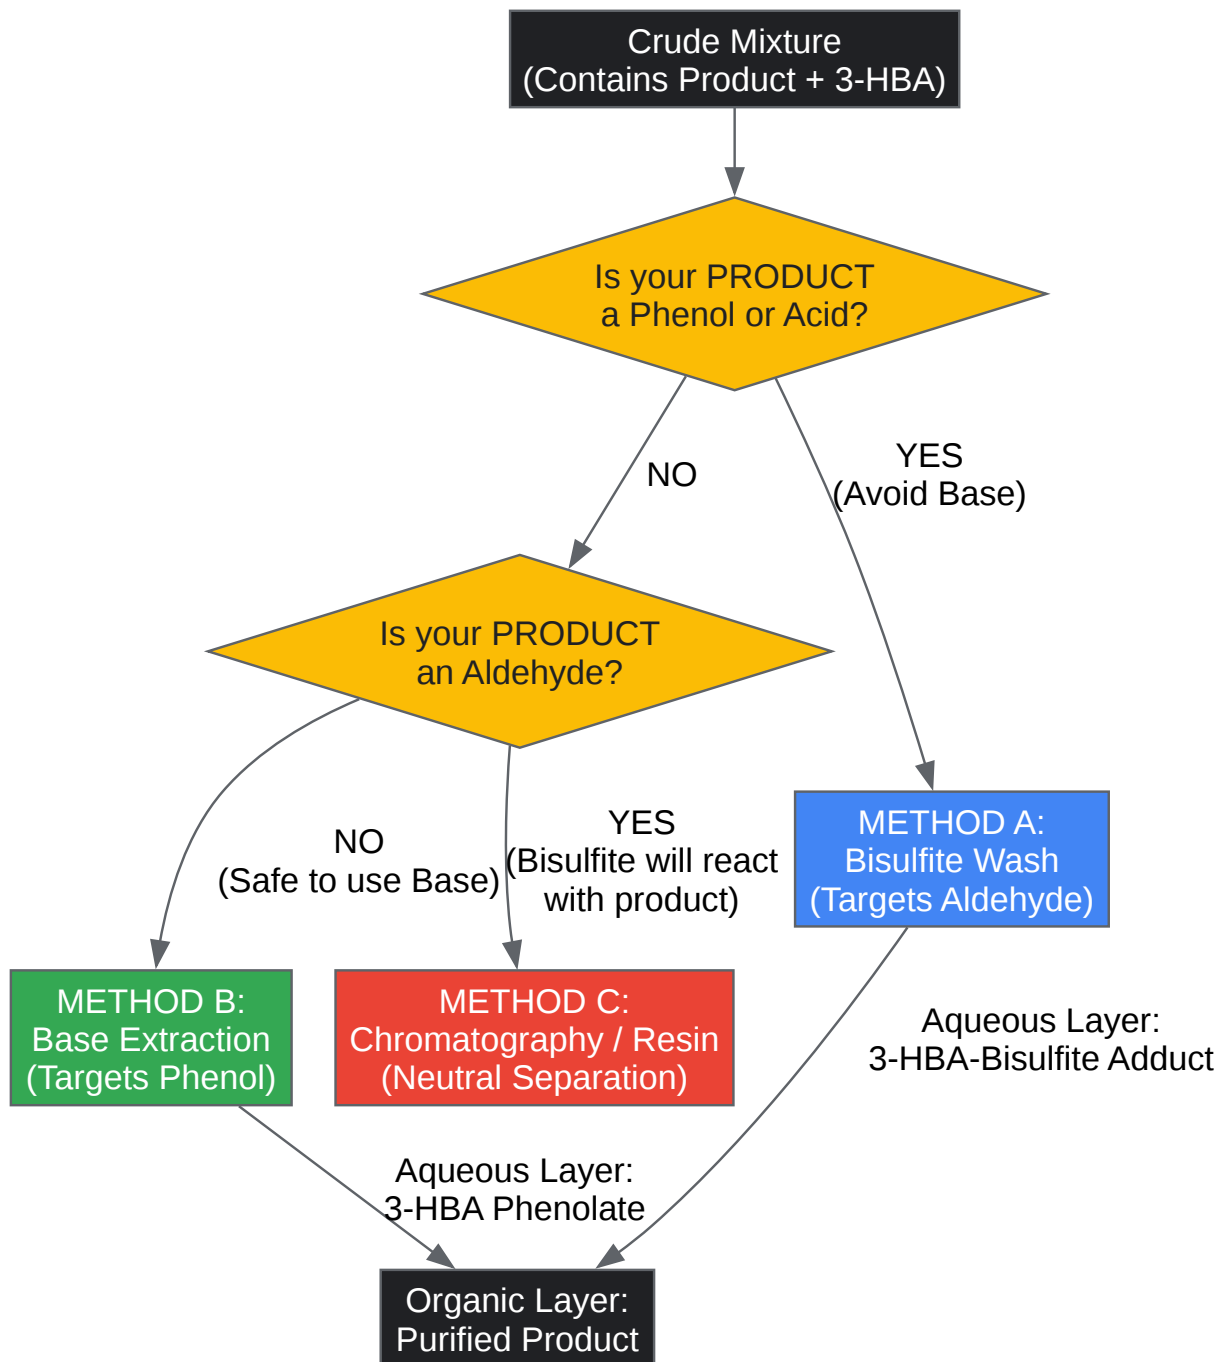 Crude Mixture
(Contains Product + 3-HBA)
Is your PRODUCT
a Phenol or Acid?
NO
YES
(Avoid Base)
Is your PRODUCT
an Aldehyde?
NO
(Safe to use Base)
YES
(Bisulfite will react
with product)
METHOD A:
Bisulfite Wash
(Targets Aldehyde)
METHOD B:
Base Extraction
(Targets Phenol)
METHOD C:
Chromatography / Resin
(Neutral Separation)
Aqueous Layer:
3-HBA-Bisulfite Adduct
Aqueous Layer:
3-HBA Phenolate
Organic Layer:
Purified Product